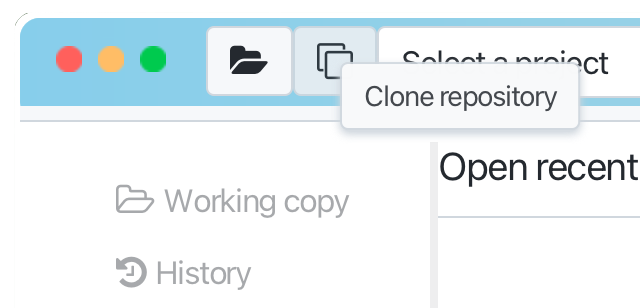 Select a project
Clone repository
Open recent
Working copy
History